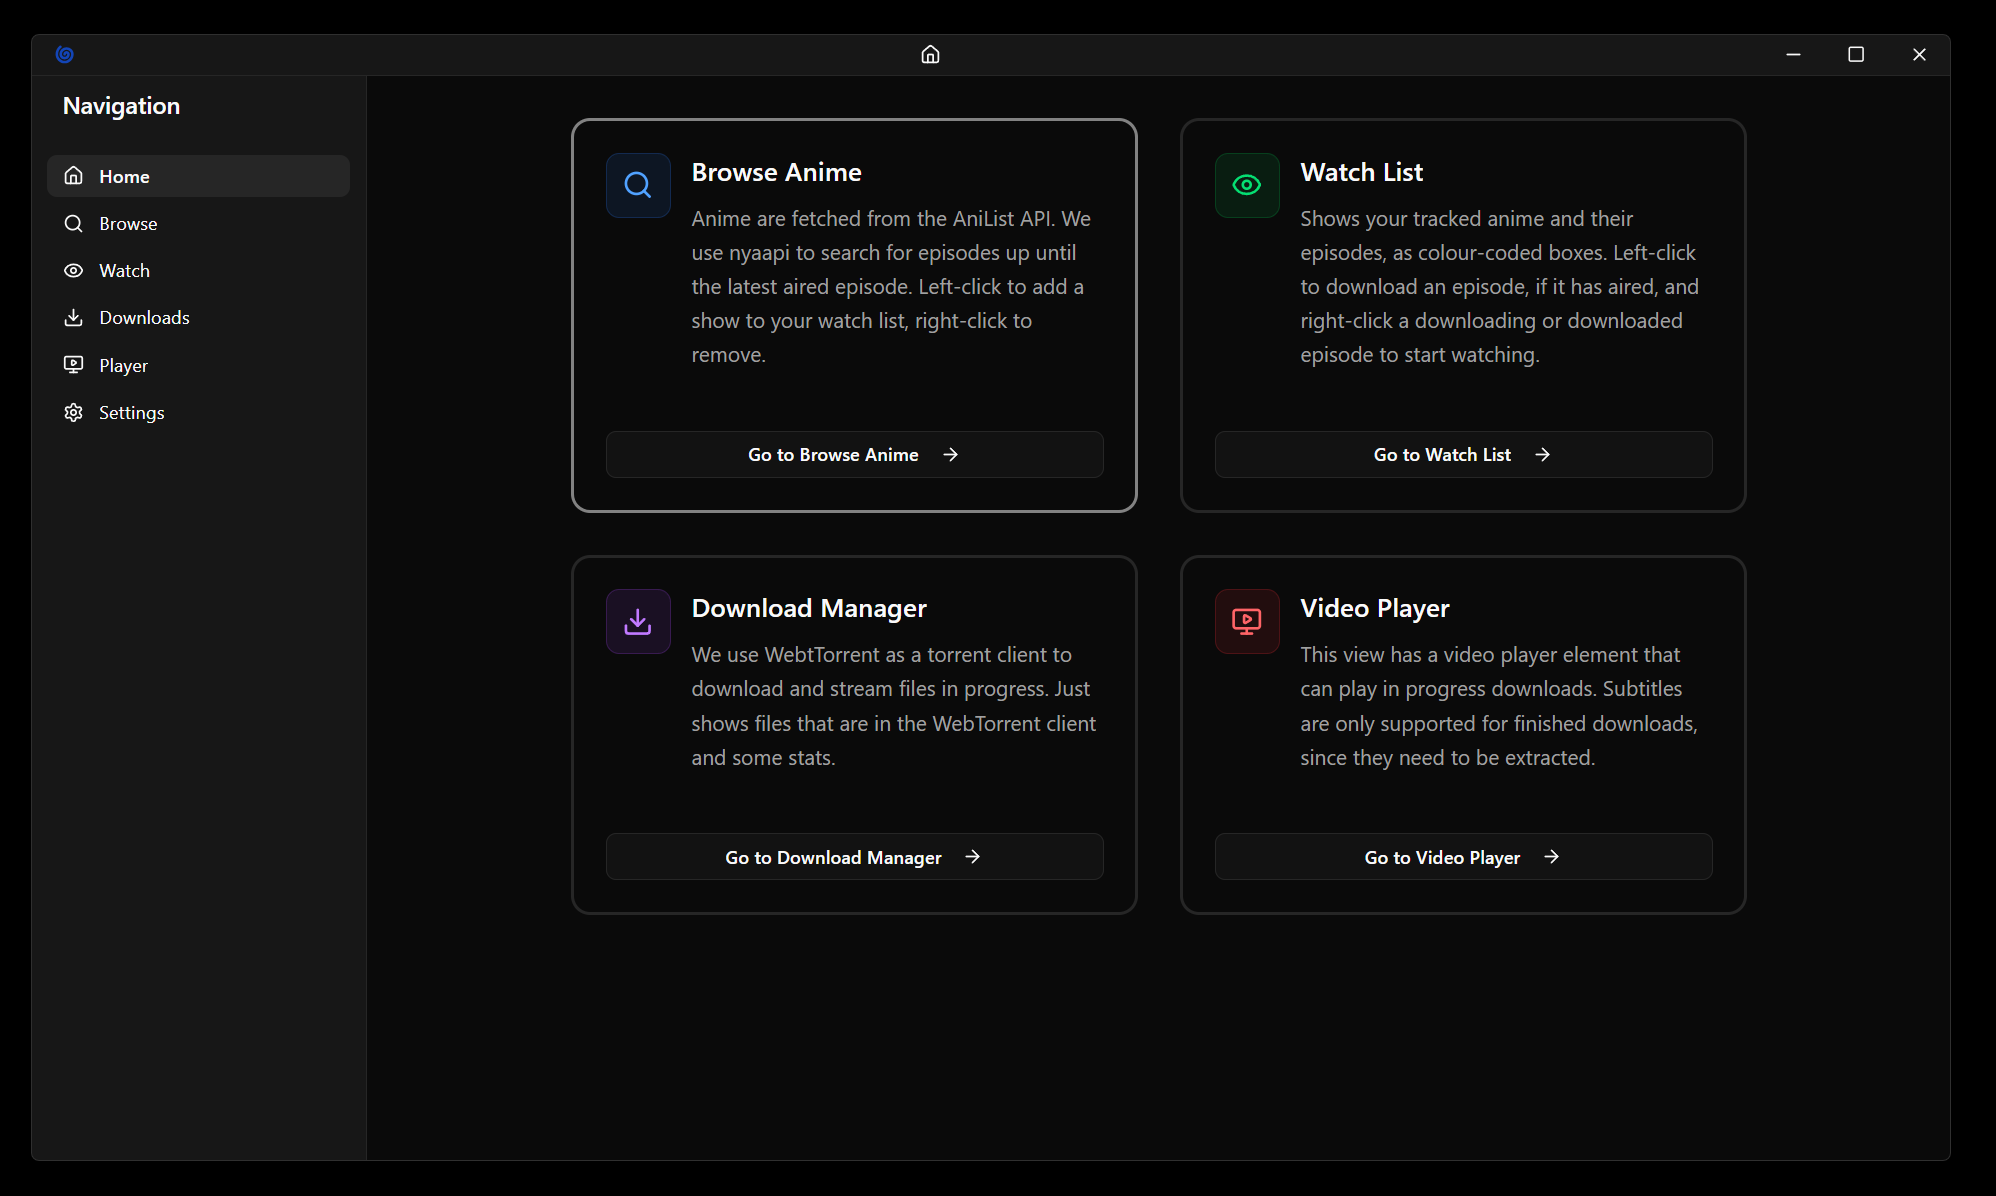 Navigation
Home
Browse
Watch
Downloads
Player
Settings
Browse Anime
Anime are fetched from the AniList API. We
use nyaapi to search for episodes up until
the latest aired episode. Left-click to add a
show to your watch list, right-click to
remove.
Go to Browse Anime
Watch List
Shows your tracked anime and their
episodes, as colour-coded boxes. Left-click
to download an episode, if it has aired, and
right-click a downloading or downloaded
episode to start watching.
Go to Watch List
Download Manager
We use WebtTorrent as a torrent client to
download and stream files in progress. Just
shows files that are in the WebTorrent client
and some stats.
Go to Download Manager
Video Player
This view has a video player element that
can play in progress downloads. Subtitles
are only supported for finished downloads,
since they need to be extracted.
Go to Video Player